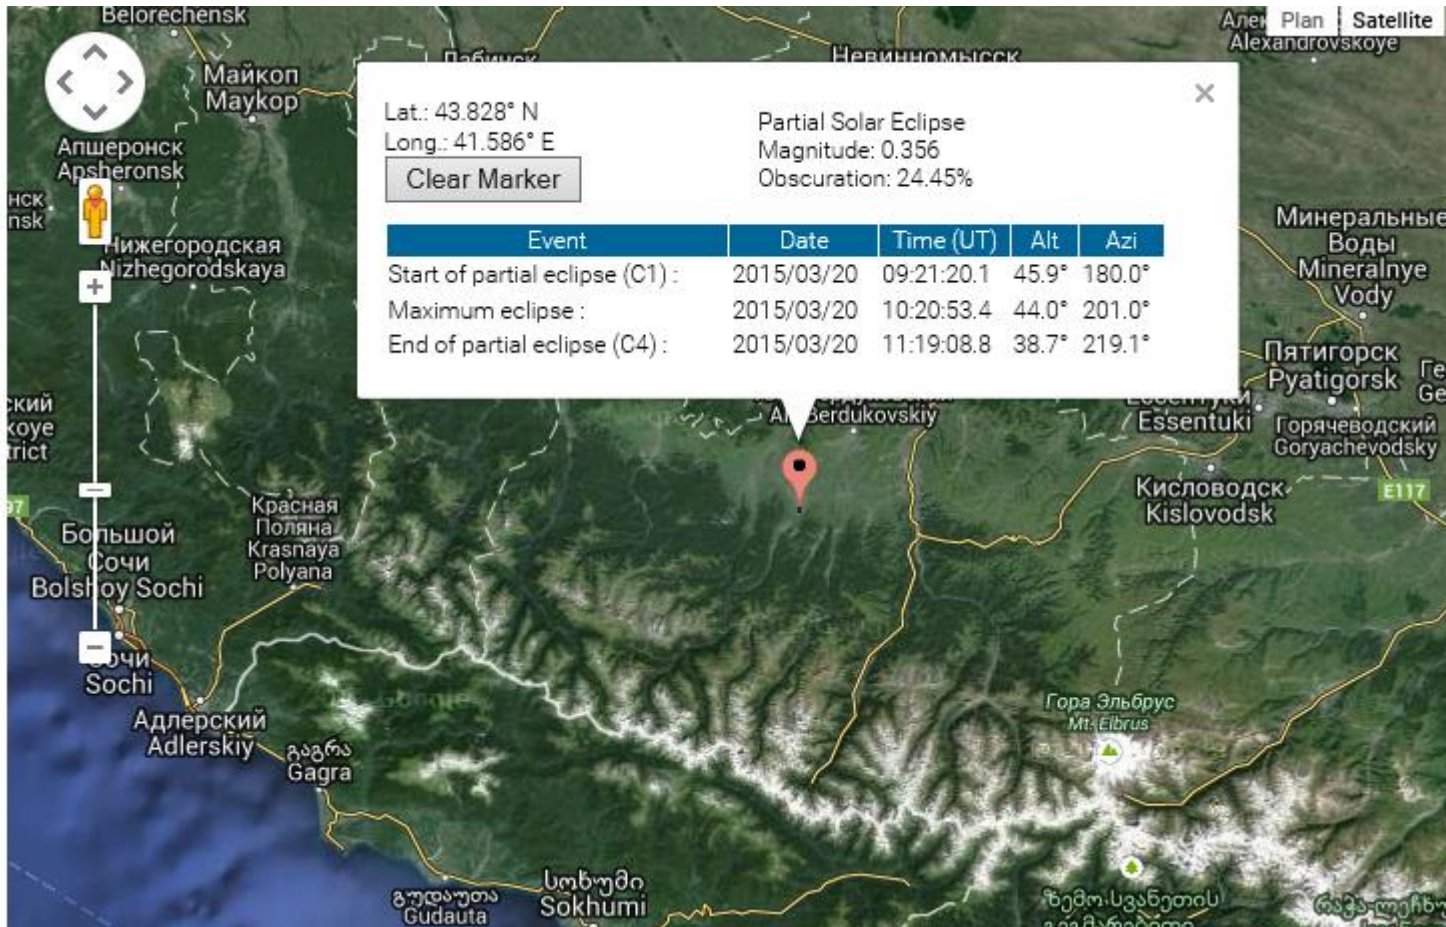 Belorechensk
Plan
Satellite
Alexandrovskoye
Майкоп
Maykop
Невинномысск
Апшеронск
Apsheronsk
Нижегородская
Nizhegorodskaya
Lat.: 43.828° N
Long.: 41.586° E
Clear Marker
Partial Solar Eclipse
Magnitude: 0.356
Obscuration: 24.45%
Event Date Time (UT) Alt Azi
Start of partial eclipse (C1) : 2015/03/20 09:21:20.1 45.9° 180.0°
Maximum eclipse : 2015/03/20 10:20:53.4 44.0° 201.0°
End of partial eclipse (C4) : 2015/03/20 11:19:08.8 38.7° 219.1°
Минеральные
Воды
Mineralnye
Vody
Пятигорск
Pyatigorsk
Essentuki
Горячеводский
Goryachevodsky
Кисловодск
Kislovodsk
E117
97
Красная
Поляна
Krasnaya
Polyana
Большой
Сочи
Bolshoy Sochi
Sochi
Адлерский
Adlerskiy
გაგრა
Gagra
Гора Эльбрус
Mt. Elbrus
გუდაუთა
Gudauta
სოხუმი
Sokhumi
ზემო სვანეთის